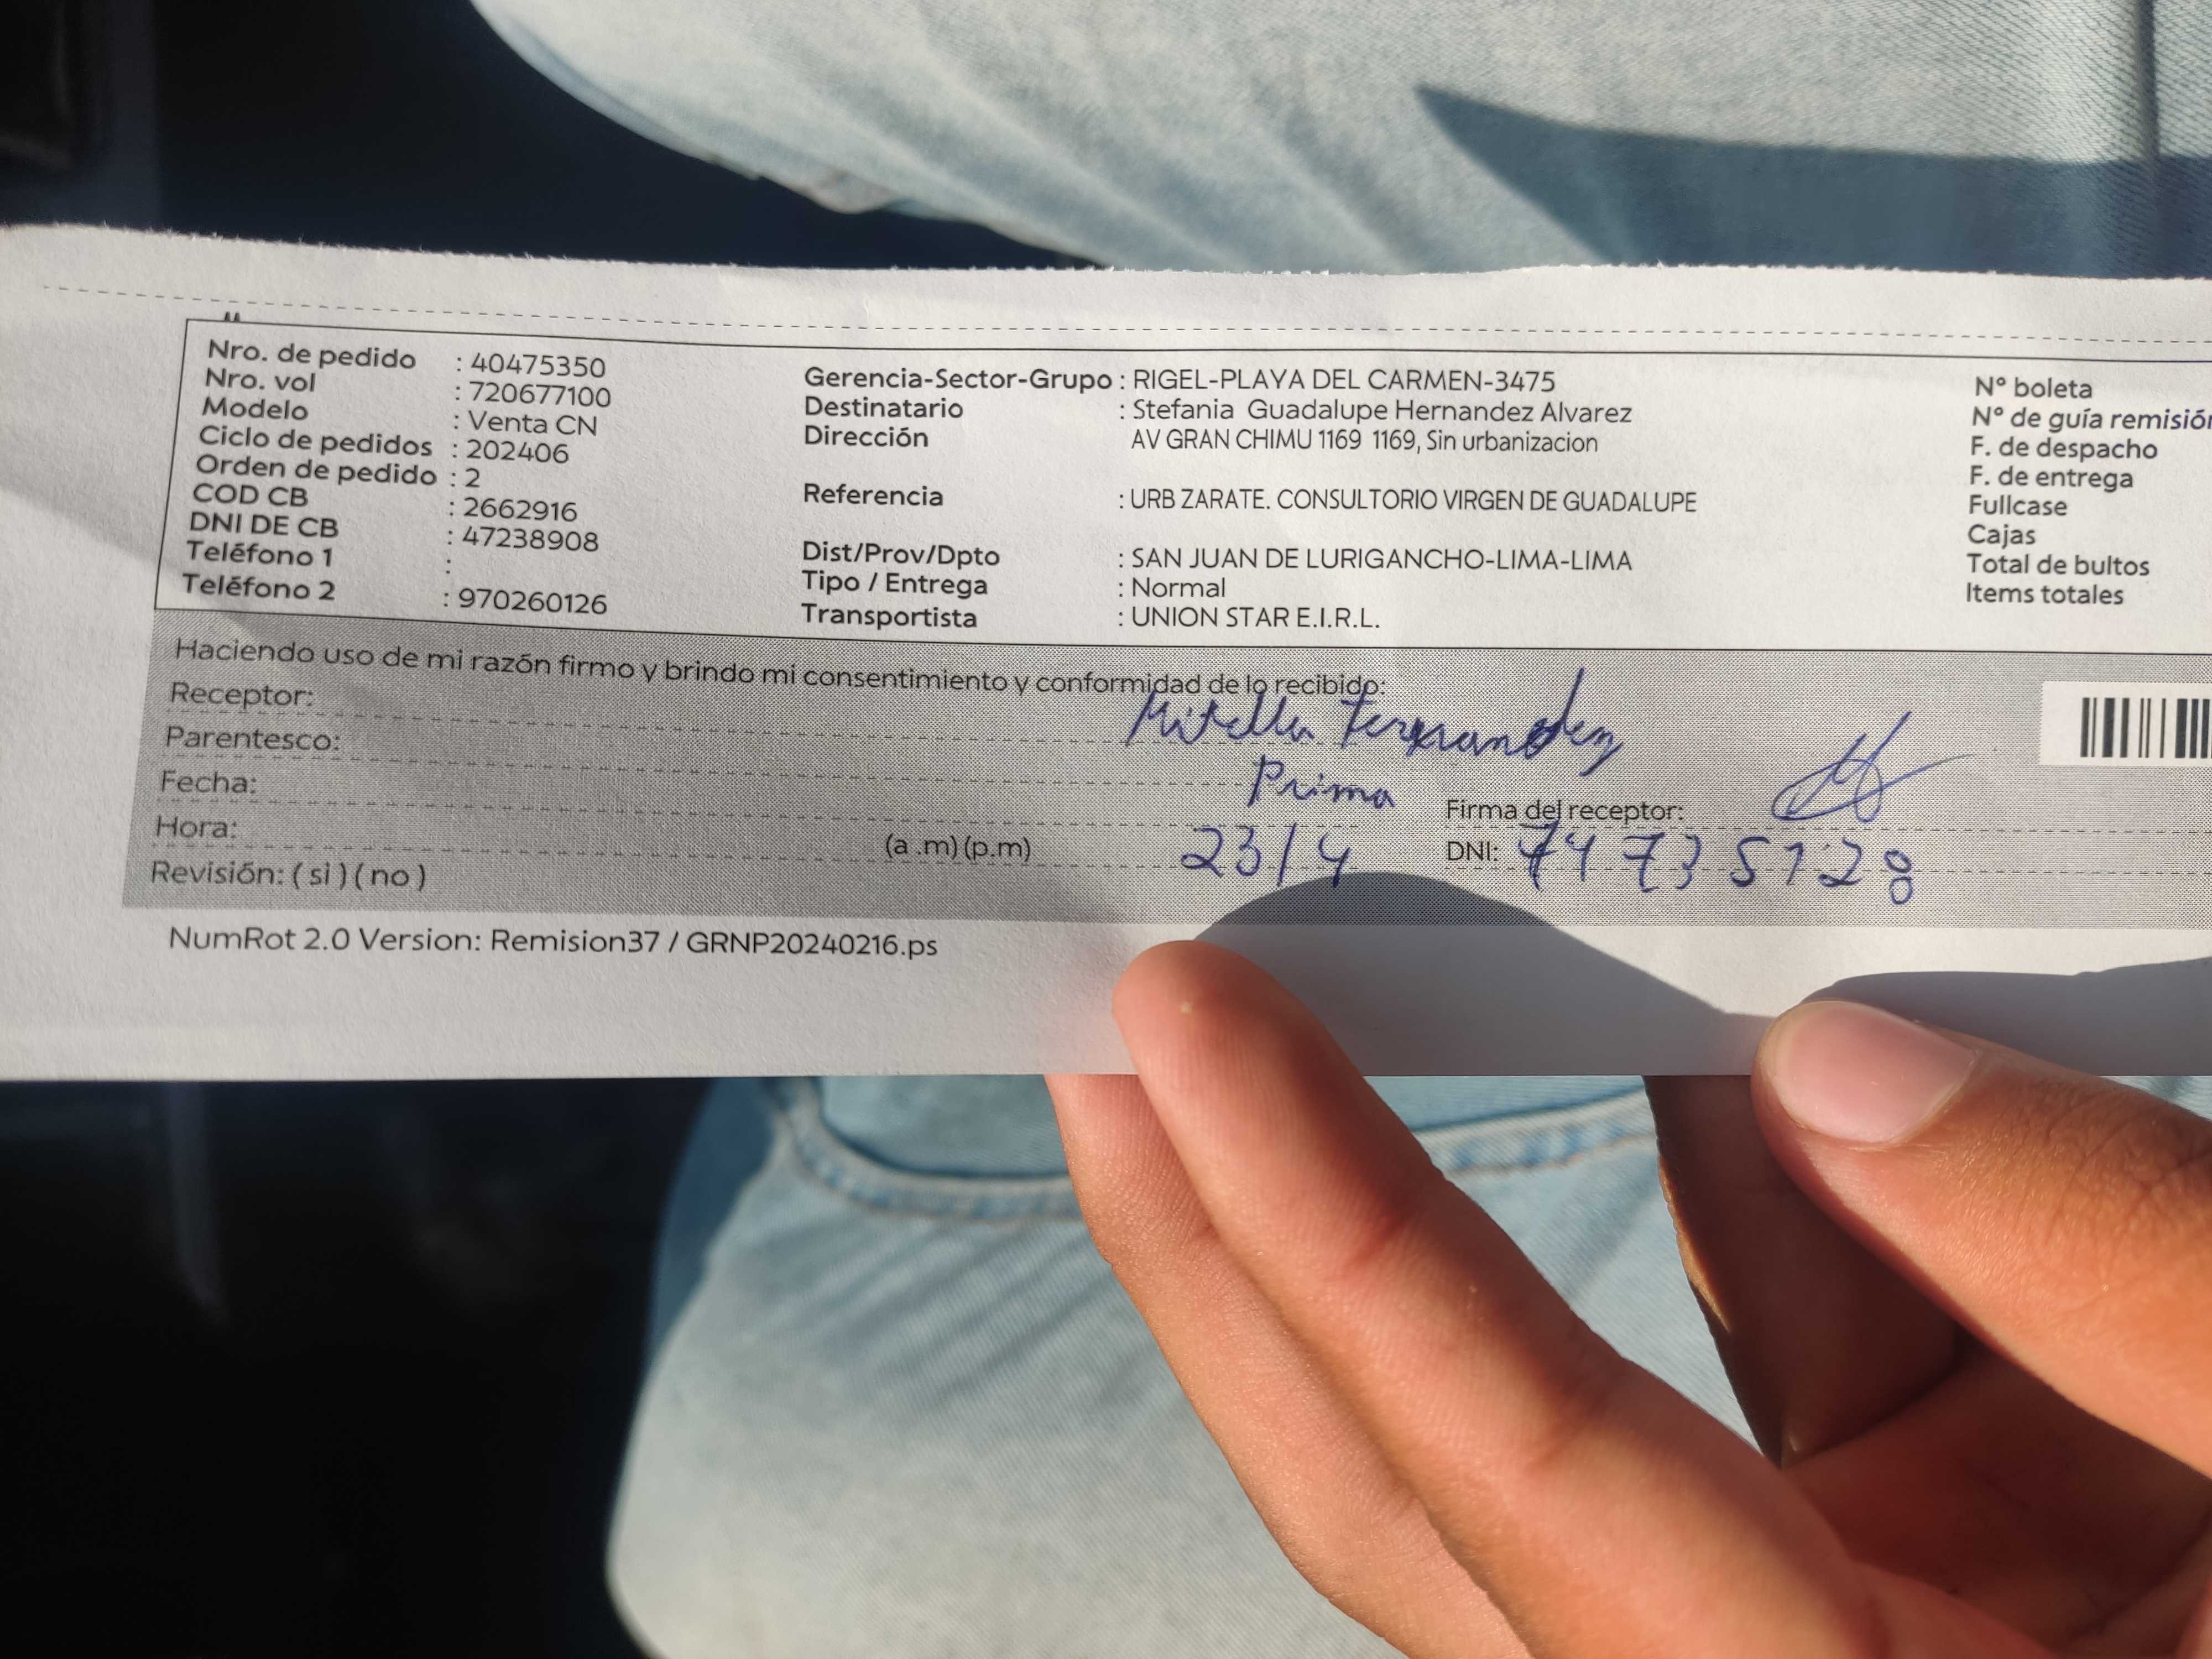 Nro. de pedido : 40475350
Nro. vol : 720677100
Modelo : Venta CN
Ciclo de pedidos : 202406
Orden de pedido : 2
COD CB : 2662916
DNI DE CB : 47238908
Teléfono 1 :
Teléfono 2 : 970260126
Gerencia-Sector-Grupo : RIGEL-PLAYA DEL CARMEN-3475
Destinatario : Stefania Guadalupe Hernandez Alvarez
Dirección AV GRAN CHIMU 1169 1169, Sin urbanizacion
Referencia : URB ZARATE. CONSULTORIO VIRGEN DE GUADALUPE
Dist/Prov/Dpto : SAN JUAN DE LURIGANCHO-LIMA-LIMA
Tipo / Entrega : Normal
Transportista : UNION STAR E.I.R.L.
N° boleta
N° de guía remisión
F. de despacho
F. de entrega
Fullcase
Cajas
Total de bultos
Items totales
Haciendo uso de mi razón firmo y brindo mi consentimiento y conformidad de lo recibido:
Receptor:
Parentesco: Prima
Fecha: 23/4
Hora: (a .m) (p.m)
Revisión: ( si ) ( no )
Firma del receptor:
DNI:
NumRot 2.0 Version: Remision37 / GRNP20240216.ps